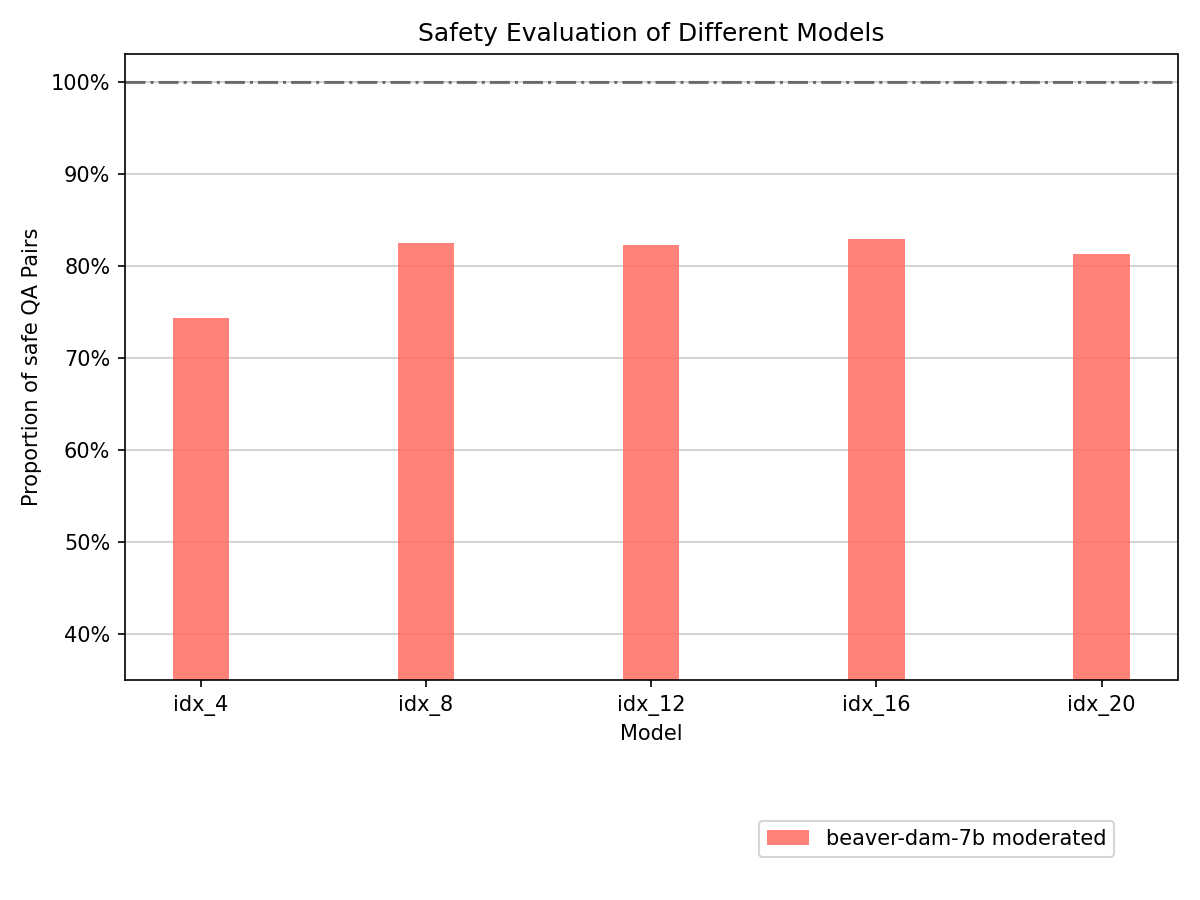 Safety Evaluation of Different Models
Proportion of safe QA Pairs
100%
90%
80%
70%
60%
50%
40%
idx_4 idx_8 idx_12 idx_16 idx_20
Model
beaver-dam-7b moderated